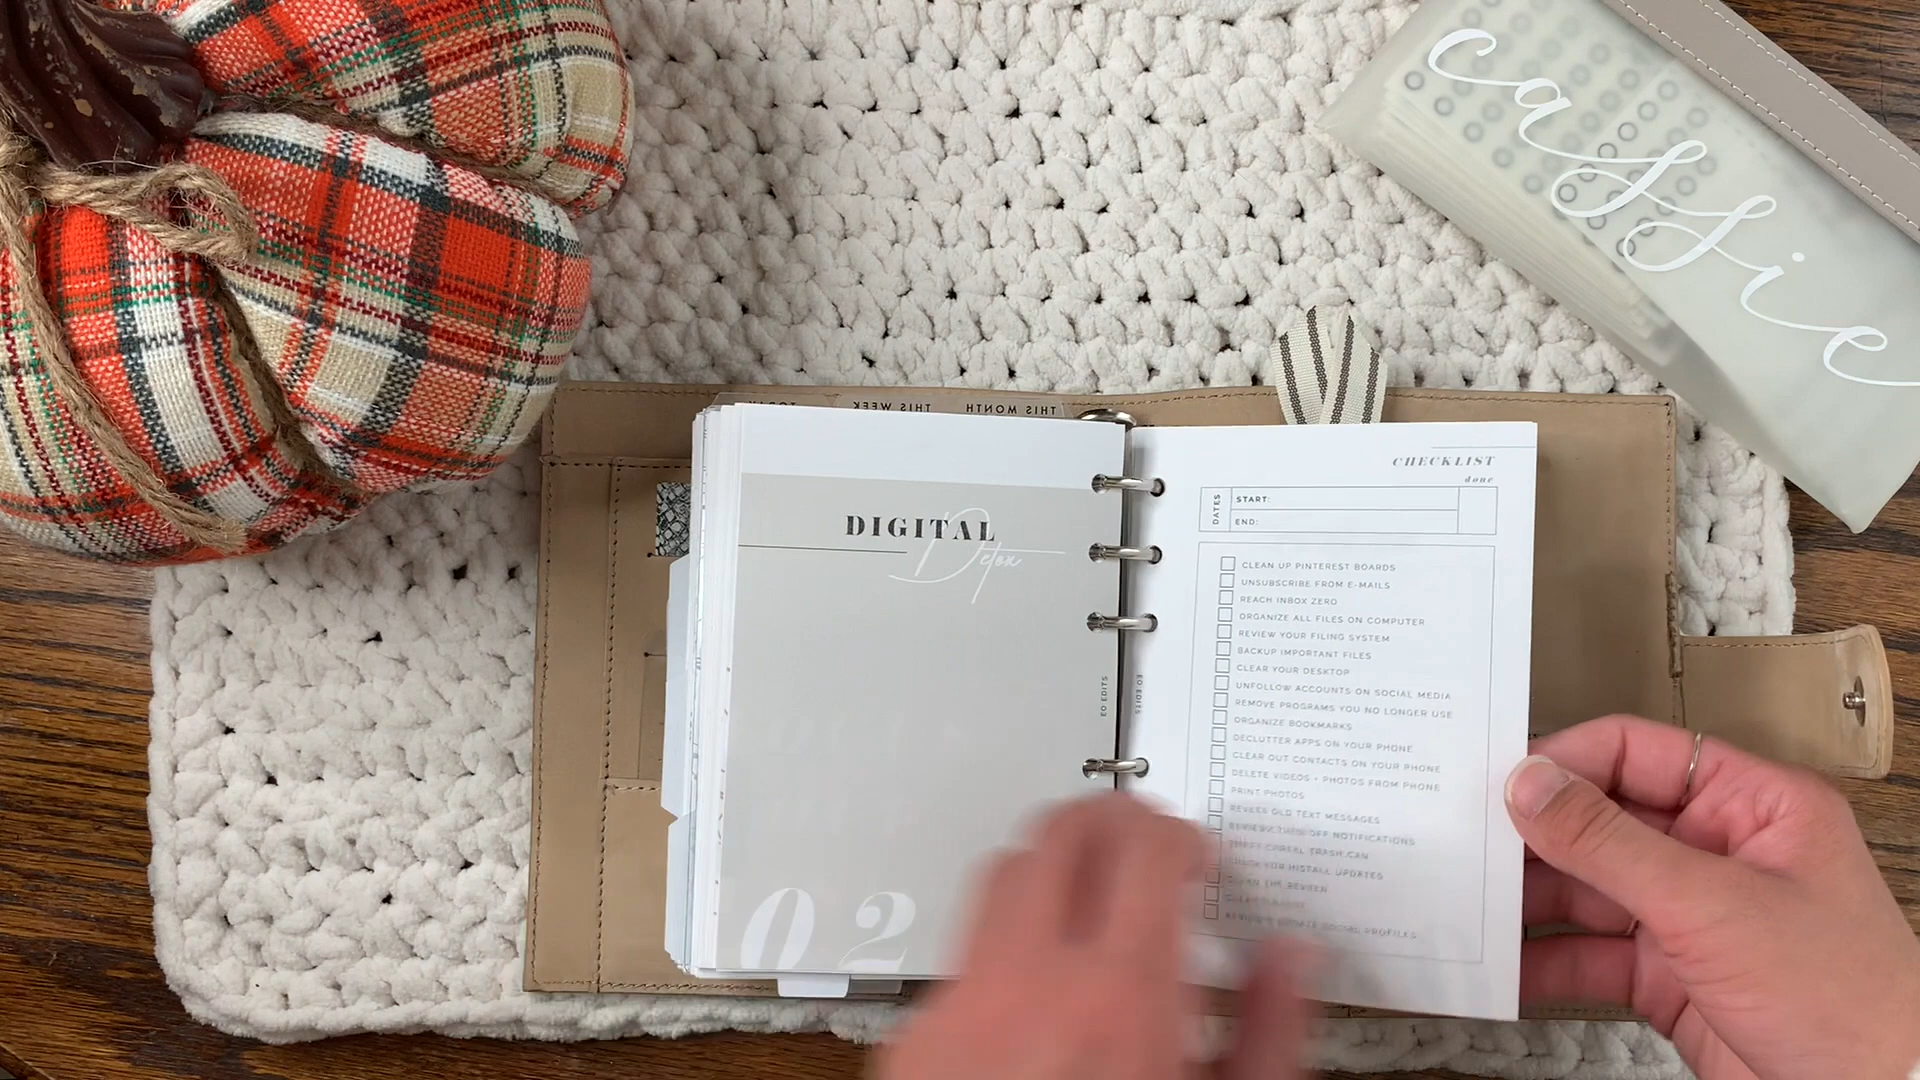 cassie
THIS MONTH
THIS WEEK
TODAY
DIGITAL
Detox
02
EO EDITS
EO EDITS
CHECKLIST
done
DATES
START:
END:
CLEAN UP PINTEREST BOARDS
UNSUBSCRIBE FROM E-MAILS
REACH INBOX ZERO
ORGANIZE ALL FILES ON COMPUTER
REVIEW YOUR FILING SYSTEM
BACKUP IMPORTANT FILES
CLEAR YOUR DESKTOP
UNFOLLOW ACCOUNTS ON SOCIAL MEDIA
REMOVE PROGRAMS YOU NO LONGER USE
ORGANIZE BOOKMARKS
DECLUTTER APPS ON YOUR PHONE
CLEAR OUT CONTACTS ON YOUR PHONE
DELETE VIDEOS + PHOTOS FROM PHONE
PRINT PHOTOS
OLD TEXT MESSAGES
OFF NOTIFICATIONS
TRASH CAN
INSTALL UPDATES
SOCIAL PROFILES